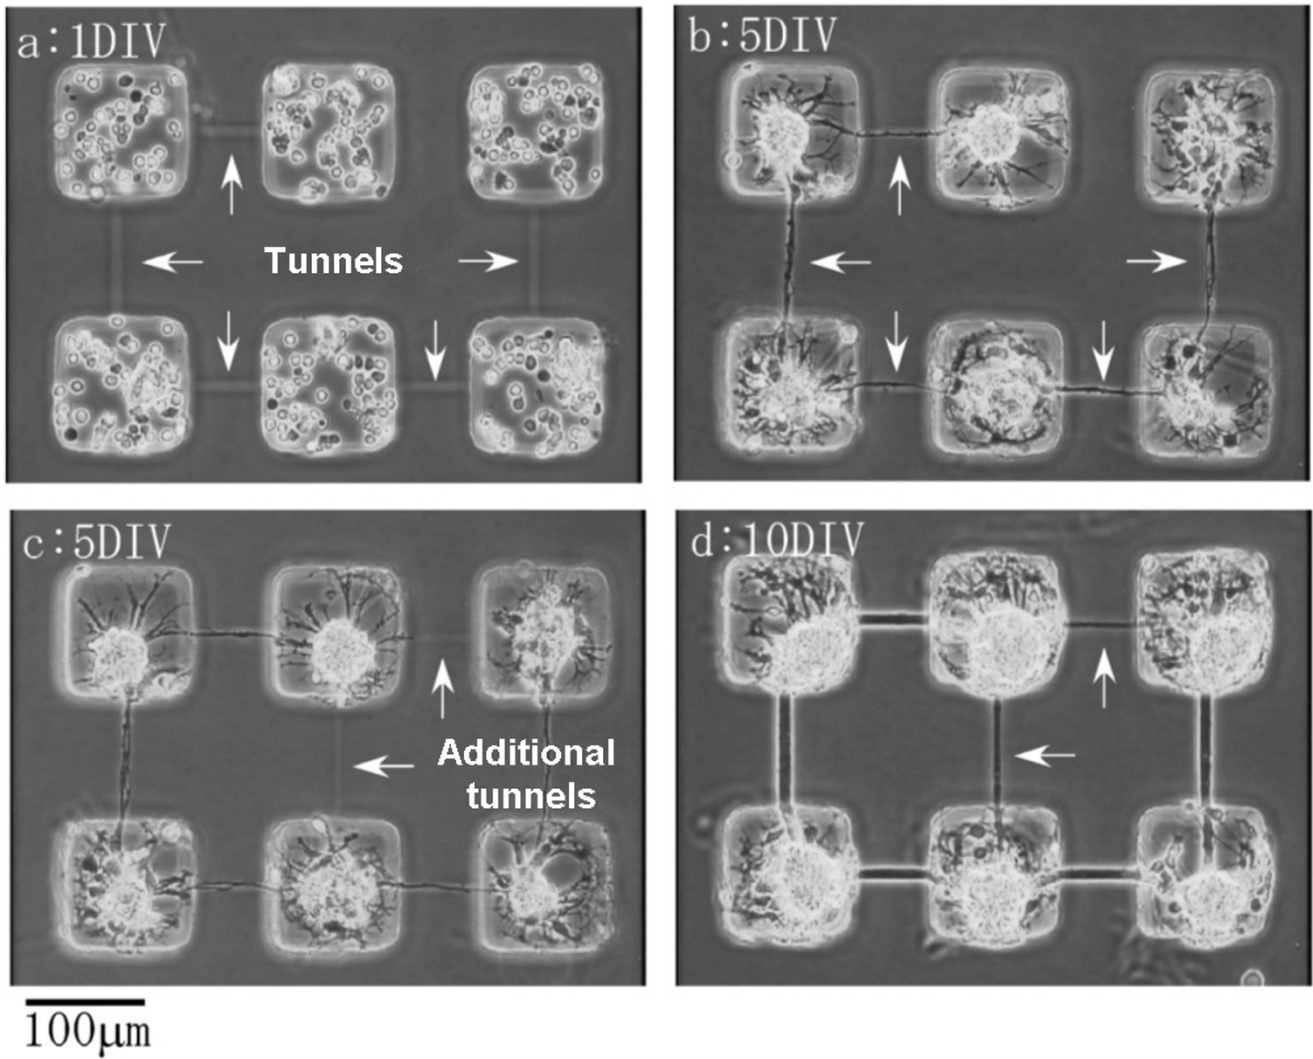 a:1DIV
b:5DIV
Tunnels
c:5DIV
d:10DIV
Additional
tunnels
100μm